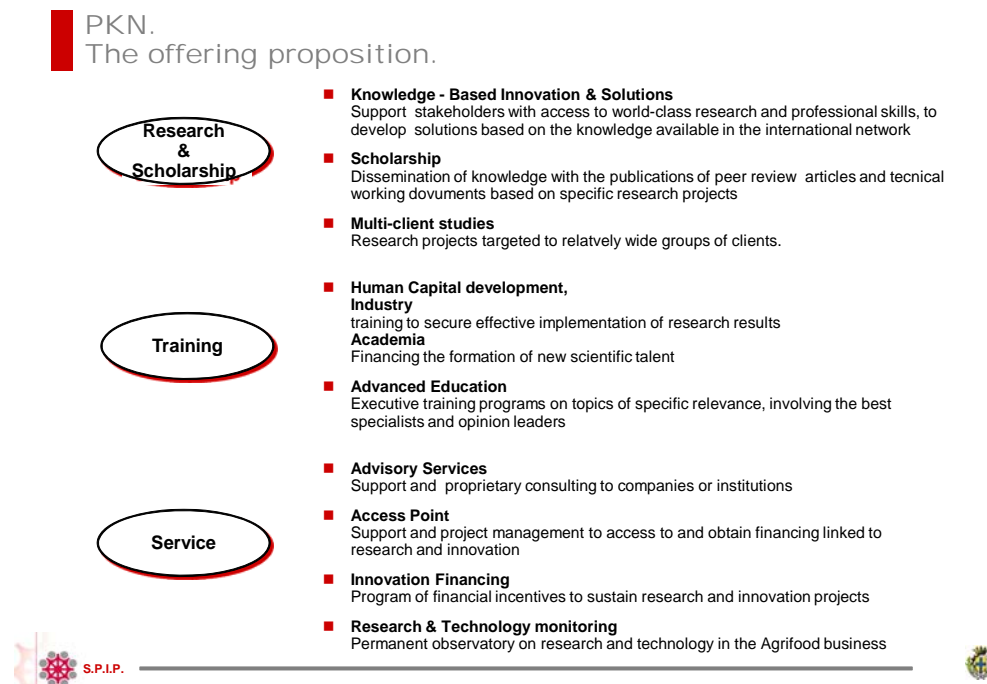 PKN.
The offering proposition.
Research
&
Scholarship
Knowledge - Based Innovation & Solutions
Support stakeholders with access to world-class research and professional skills, to
develop solutions based on the knowledge available in the international network
Scholarship
Dissemination of knowledge with the publications of peer review articles and tecnical
working dovuments based on specific research projects
Multi-client studies
Research projects targeted to relatvely wide groups of clients.
Training
Human Capital development,
Industry
training to secure effective implementation of research results
Academia
Financing the formation of new scientific talent
Advanced Education
Executive training programs on topics of specific relevance, involving the best
specialists and opinion leaders
Service
Advisory Services
Support and proprietary consulting to companies or institutions
Access Point
Support and project management to access to and obtain financing linked to
research and innovation
Innovation Financing
Program of financial incentives to sustain research and innovation projects
Research & Technology monitoring
Permanent observatory on research and technology in the Agrifood business
S.P.I.P.